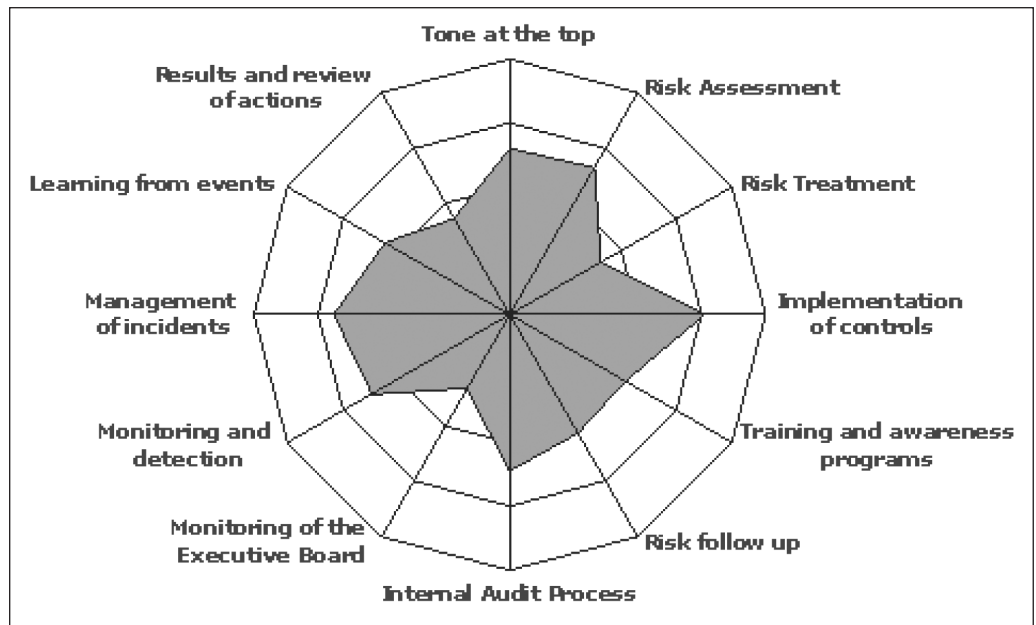 Tone at the top
Results and review
of actions
Risk Assessment
Learning from events
Risk Treatment
Management
of incidents
Implementation
of controls
Monitoring and
detection
Training and awareness
programs
Monitoring of the
Executive Board
Risk follow up
Internal Audit Process